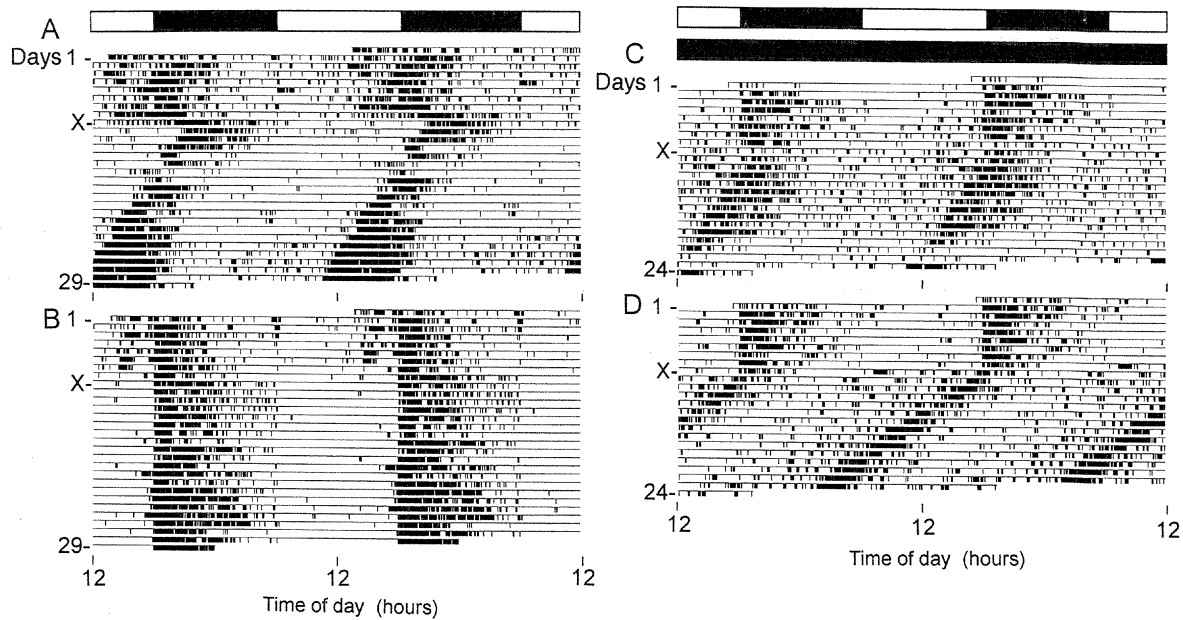 A
Days 1 -
X-
29-
B 1
X-
29-
12
12
12
Time of day (hours)
C
Days 1 -
X-
24-
D 1
X-
24-
12
12
12
Time of day (hours)